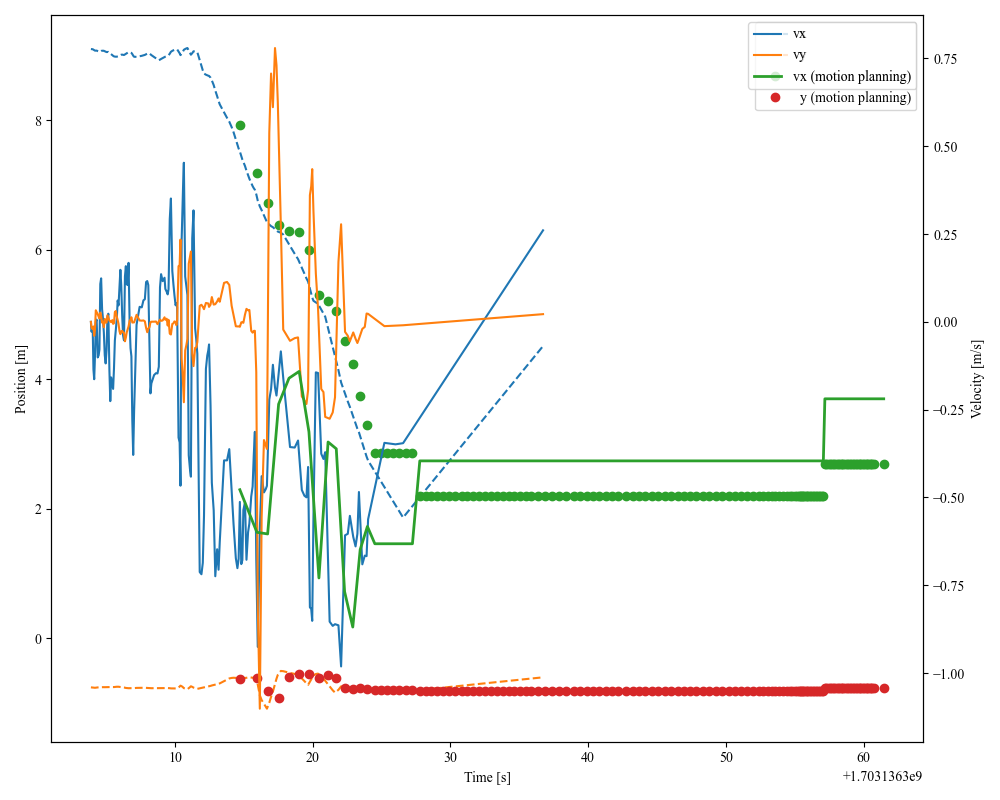 vx
vy
vx (motion planning)
y (motion planning)
Position [m]
8
6
4
2
0
0.75
0.50
0.25
0.00
−0.25
−0.50
−0.75
−1.00
Velocity [m/s]
10
20
30
40
50
60
Time [s]
+1.7031363e9